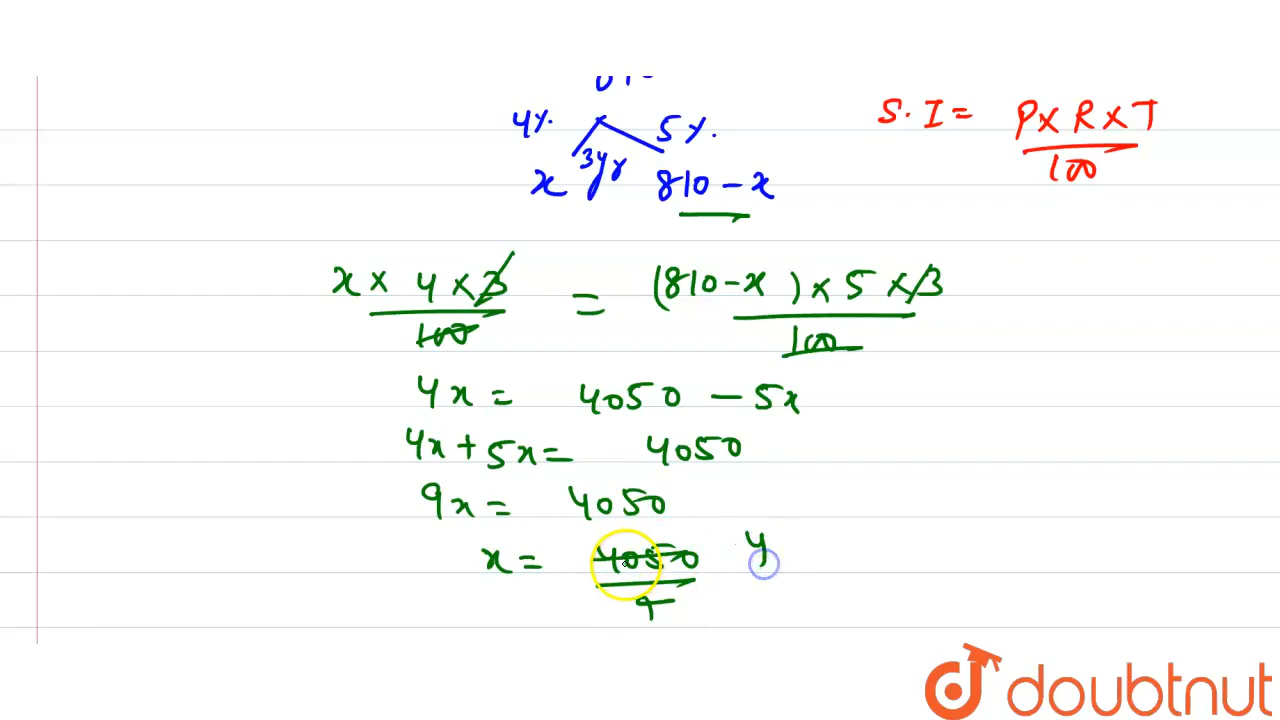 4%. 5%.
3yr
x 810 - x
S.I = P x R x T
100
x x 4 x 3 = (810 - x) x 5 x 3
100 100
4x = 4050 - 5x
4x + 5x = 4050
9x = 4050
x = 4050 4
9
doubtnut